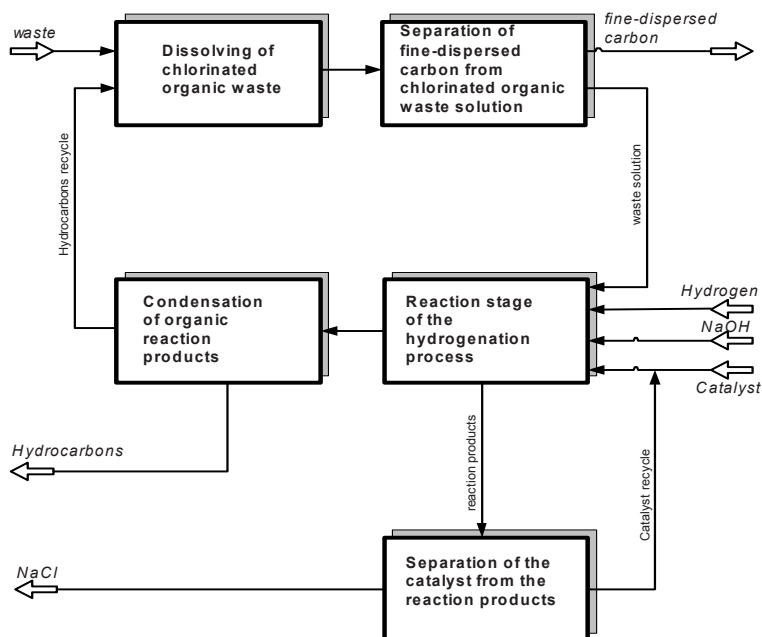 waste
Dissolving of
chlorinated
organic waste
Separation of
fine-dispersed
carbon from
chlorinated organic
waste solution
fine-dispersed
carbon
Hydrocarbons recycle
waste solution
Condensation
of organic
reaction
products
Reaction stage
of the
hydrogenation
process
Hydrogen
NaOH
Catalyst
Hydrocarbons
reaction products
Catalyst recycle
NaCl
Separation of the
catalyst from the
reaction products